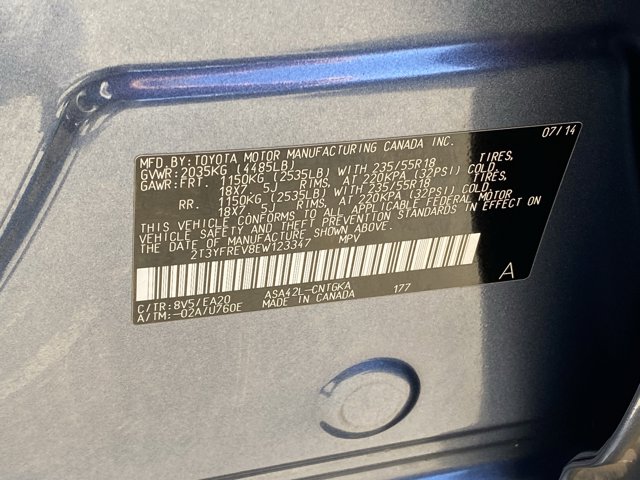 MFD.BY:TOYOTA MOTOR MANUFACTURING CANADA INC. 07/14
GVWR:2035KG (4485LB)
GAWR:FRT. 1150KG (2535LB) WITH 235/55R18 TIRES,
18X7.5J RIMS, AT 220KPA (32PSI) COLD
RR. 1150KG (2535LB) WITH 235/55R18 TIRES,
18X7.5J RIMS, AT 220KPA (32PSI) COLD
THIS VEHICLE CONFORMS TO ALL APPLICABLE FEDERAL MOTOR
VEHICLE SAFETY AND THEFT PREVENTION STANDARDS IN EFFECT ON
THE DATE OF MANUFACTURE SHOWN ABOVE.
2T3YFREV8EW123347 MPV
A
C/TR:8V5/EA20 ASA42L-CNTGKA 177
A/TM:-02A/U760E MADE IN CANADA